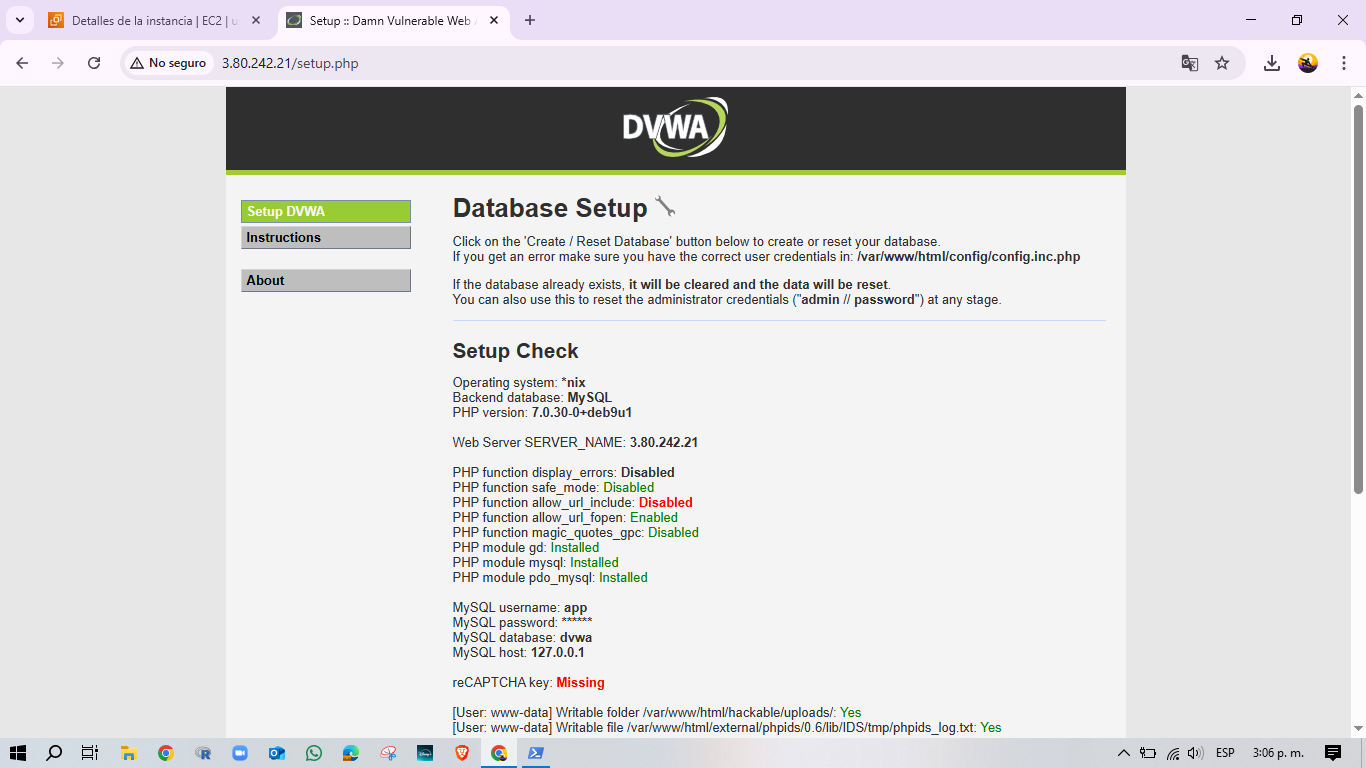 Detalles de la instancia | EC2 | u
Setup :: Damn Vulnerable Web
No seguro
3.80.242.21/setup.php
DVWA
Setup DVWA
Instructions
About
Database Setup
Click on the 'Create / Reset Database' button below to create or reset your database.
If you get an error make sure you have the correct user credentials in: /var/www/html/config/config.inc.php
If the database already exists, it will be cleared and the data will be reset.
You can also use this to reset the administrator credentials ("admin // password") at any stage.
Setup Check
Operating system: *nix
Backend database: MySQL
PHP version: 7.0.30-0+deb9u1
Web Server SERVER_NAME: 3.80.242.21
PHP function display_errors: Disabled
PHP function safe_mode: Disabled
PHP function allow_url_include: Disabled
PHP function allow_url_fopen: Enabled
PHP function magic_quotes_gpc: Disabled
PHP module gd: Installed
PHP module mysql: Installed
PHP module pdo_mysql: Installed
MySQL username: app
MySQL password: ******
MySQL database: dvwa
MySQL host: 127.0.0.1
reCAPTCHA key: Missing
[User: www-data] Writable folder /var/www/html/hackable/uploads/: Yes
[User: www-data] Writable file /var/www/html/external/phpids/0.6/lib/IDS/tmp/phpids_log.txt: Yes
ESP
3:06 p. m.